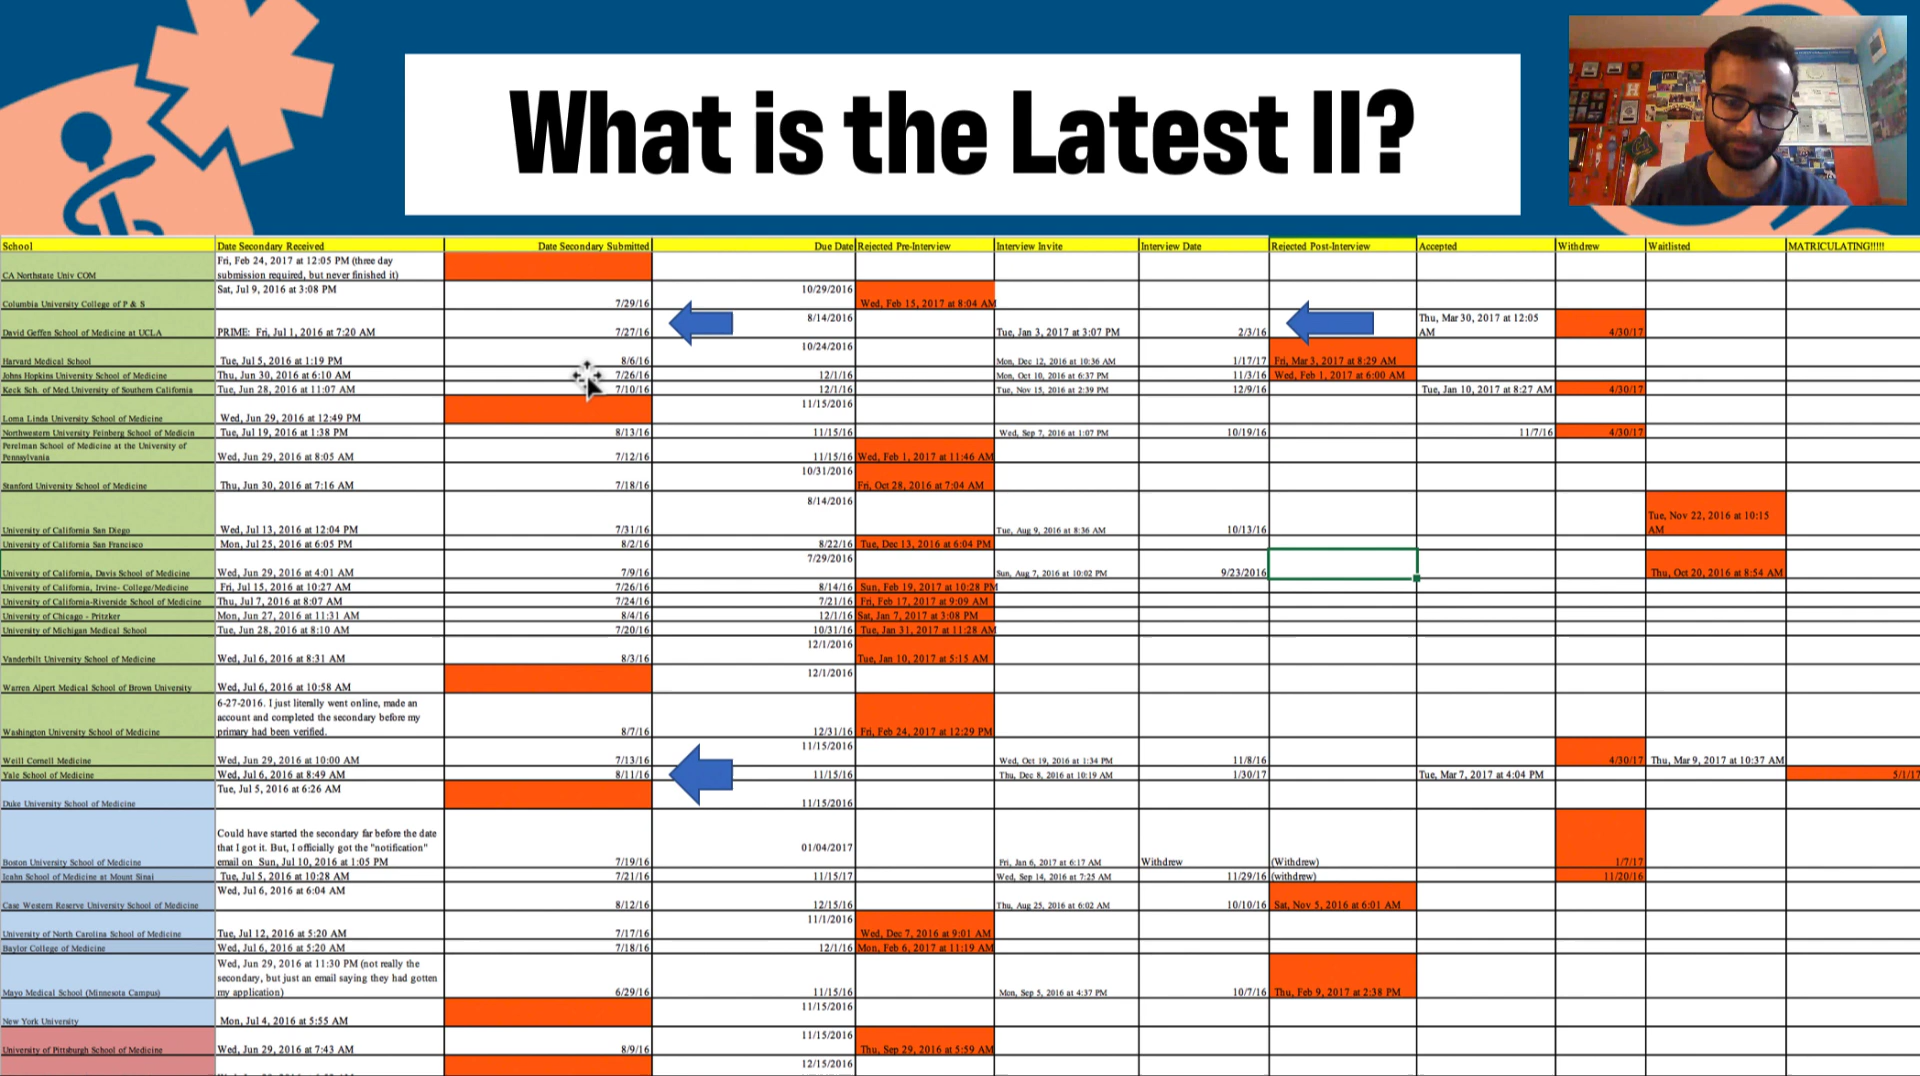 What is the Latest II?
School Date Secondary Received Date Secondary Submitted Due Date Rejected Pre-Interview Interview Invite Interview Date Rejected Post-Interview Accepted Withdrew Waitlisted MATRICULATING!!!!!
Fri, Feb 24, 2017 at 12:05 PM (three day
CA Northstate Univ COM submission required, but never finished it)
Sat, Jul 9, 2016 at 3:08 PM 10/29/2016
Columbia University College of P & S 7/29/16 Wed, Feb 15, 2017 at 8:04 AM
8/14/2016 Thu, Mar 30, 2017 at 12:05
David Geffen School of Medicine at UCLA PRIME: Fri, Jul 1, 2016 at 7:20 AM 7/27/16 Tue, Jan 3, 2017 at 3:07 PM 2/3/16 AM 4/30/17
10/24/2016
Harvard Medical School Tue, Jul 5, 2016 at 1:19 PM 8/6/16 Mon, Dec 12, 2016 at 10:36 AM 1/17/17 Fri, Mar 3, 2017 at 8:29 AM
Johns Hopkins University School of Medicine Thu, Jun 30, 2016 at 6:10 AM 7/26/16 12/1/16 Mon, Oct 10, 2016 at 6:37 PM 11/3/16 Wed, Feb 1, 2017 at 6:00 AM
Keck Sch. of Med.University of Southern California Tue, Jun 28, 2016 at 11:07 AM 7/10/16 12/1/16 Tue, Nov 15, 2016 at 2:39 PM 12/9/16 Tue, Jan 10, 2017 at 8:27 AM 4/30/17
11/15/2016
Loma Linda University School of Medicine Wed, Jun 29, 2016 at 12:49 PM
Northwestern University Feinberg School of Medicin Tue, Jul 19, 2016 at 1:38 PM 8/13/16 11/15/16 Wed, Sep 7, 2016 at 1:07 PM 10/19/16 11/7/16 4/30/17
Perelman School of Medicine at the University of
Pennsylvania Wed, Jun 29, 2016 at 8:05 AM 7/12/16 11/15/16 Wed, Feb 1, 2017 at 11:46 AM
10/31/2016
Stanford University School of Medicine Thu, Jun 30, 2016 at 7:16 AM 7/18/16 Fri, Oct 28, 2016 at 7:04 AM
8/14/2016
Tue, Nov 22, 2016 at 10:15
University of California San Diego Wed, Jul 13, 2016 at 12:04 PM 7/31/16 Tue, Aug 9, 2016 at 8:36 AM 10/13/16 AM
University of California San Francisco Mon, Jul 25, 2016 at 6:05 PM 8/2/16 8/22/16 Tue, Dec 13, 2016 at 6:04 PM
7/29/2016
University of California, Davis School of Medicine Wed, Jun 29, 2016 at 4:01 AM 7/9/16 Sun, Aug 7, 2016 at 10:02 PM 9/23/2016 Thu, Oct 20, 2016 at 8:54 AM
University of California, Irvine- College/Medicine Fri, Jul 15, 2016 at 10:27 AM 7/26/16 8/14/16 Sun, Feb 19, 2017 at 10:28 PM
University of California-Riverside School of Medicine Thu, Jul 7, 2016 at 8:07 AM 7/24/16 7/21/16 Fri, Feb 17, 2017 at 9:09 AM
University of Chicago - Pritzker Mon, Jun 27, 2016 at 11:31 AM 8/4/16 12/1/16 Sat, Jan 7, 2017 at 3:08 PM
University of Michigan Medical School Tue, Jun 28, 2016 at 8:10 AM 7/20/16 10/31/16 Tue, Jan 31, 2017 at 11:28 AM
12/1/2016
Vanderbilt University School of Medicine Wed, Jul 6, 2016 at 8:31 AM 8/3/16 Tue, Jan 10, 2017 at 5:15 AM
12/1/2016
Warren Alpert Medical School of Brown University Wed, Jul 6, 2016 at 10:58 AM
6-27-2016. I just literally went online, made an
account and completed the secondary before my
Washington University School of Medicine primary had been verified. 8/7/16 12/31/16 Fri, Feb 24, 2017 at 12:29 PM
11/15/2016
Weill Cornell Medicine Wed, Jun 29, 2016 at 10:00 AM 7/13/16 Wed, Oct 19, 2016 at 1:34 PM 11/8/16 4/30/17 Thu, Mar 9, 2017 at 10:37 AM
Yale School of Medicine Wed, Jul 6, 2016 at 8:49 AM 8/11/16 11/15/16 Thu, Dec 8, 2016 at 10:19 AM 1/30/17 Tue, Mar 7, 2017 at 4:04 PM 5/1/17
Tue, Jul 5, 2016 at 6:26 AM
Duke University School of Medicine 11/15/2016
Could have started the secondary far before the date
that I got it. But, I officially got the "notification" 01/04/2017
Boston University School of Medicine email on Sun, Jul 10, 2016 at 1:05 PM 7/19/16 Fri, Jan 6, 2017 at 6:17 AM Withdrew (Withdrew) 1/7/17
Icahn School of Medicine at Mount Sinai Tue, Jul 5, 2016 at 10:28 AM 7/21/16 11/15/17 Wed, Sep 14, 2016 at 7:25 AM 11/29/16 (withdrew) 11/20/16
Wed, Jul 6, 2016 at 6:04 AM
Case Western Reserve University School of Medicine 8/12/16 12/15/16 Thu, Aug 25, 2016 at 6:02 AM 10/10/16 Sat, Nov 5, 2016 at 6:01 AM
11/1/2016
University of North Carolina School of Medicine Tue, Jul 12, 2016 at 5:20 AM 7/17/16 Wed, Dec 7, 2016 at 9:01 AM
Baylor College of Medicine Wed, Jul 6, 2016 at 5:20 AM 7/18/16 12/1/16 Mon, Feb 6, 2017 at 11:19 AM
Wed, Jun 29, 2016 at 11:30 PM (not really the
secondary, but just an email saying they had gotten
Mayo Medical School (Minnesota Campus) my application) 6/29/16 11/15/16 Mon, Sep 5, 2016 at 4:37 PM 10/7/16 Thu, Feb 9, 2017 at 2:38 PM
11/15/2016
New York University Mon, Jul 4, 2016 at 5:55 AM
11/15/2016
University of Pittsburgh School of Medicine Wed, Jun 29, 2016 at 7:43 AM 8/9/16 Thu, Sep 29, 2016 at 5:59 AM
12/15/2016